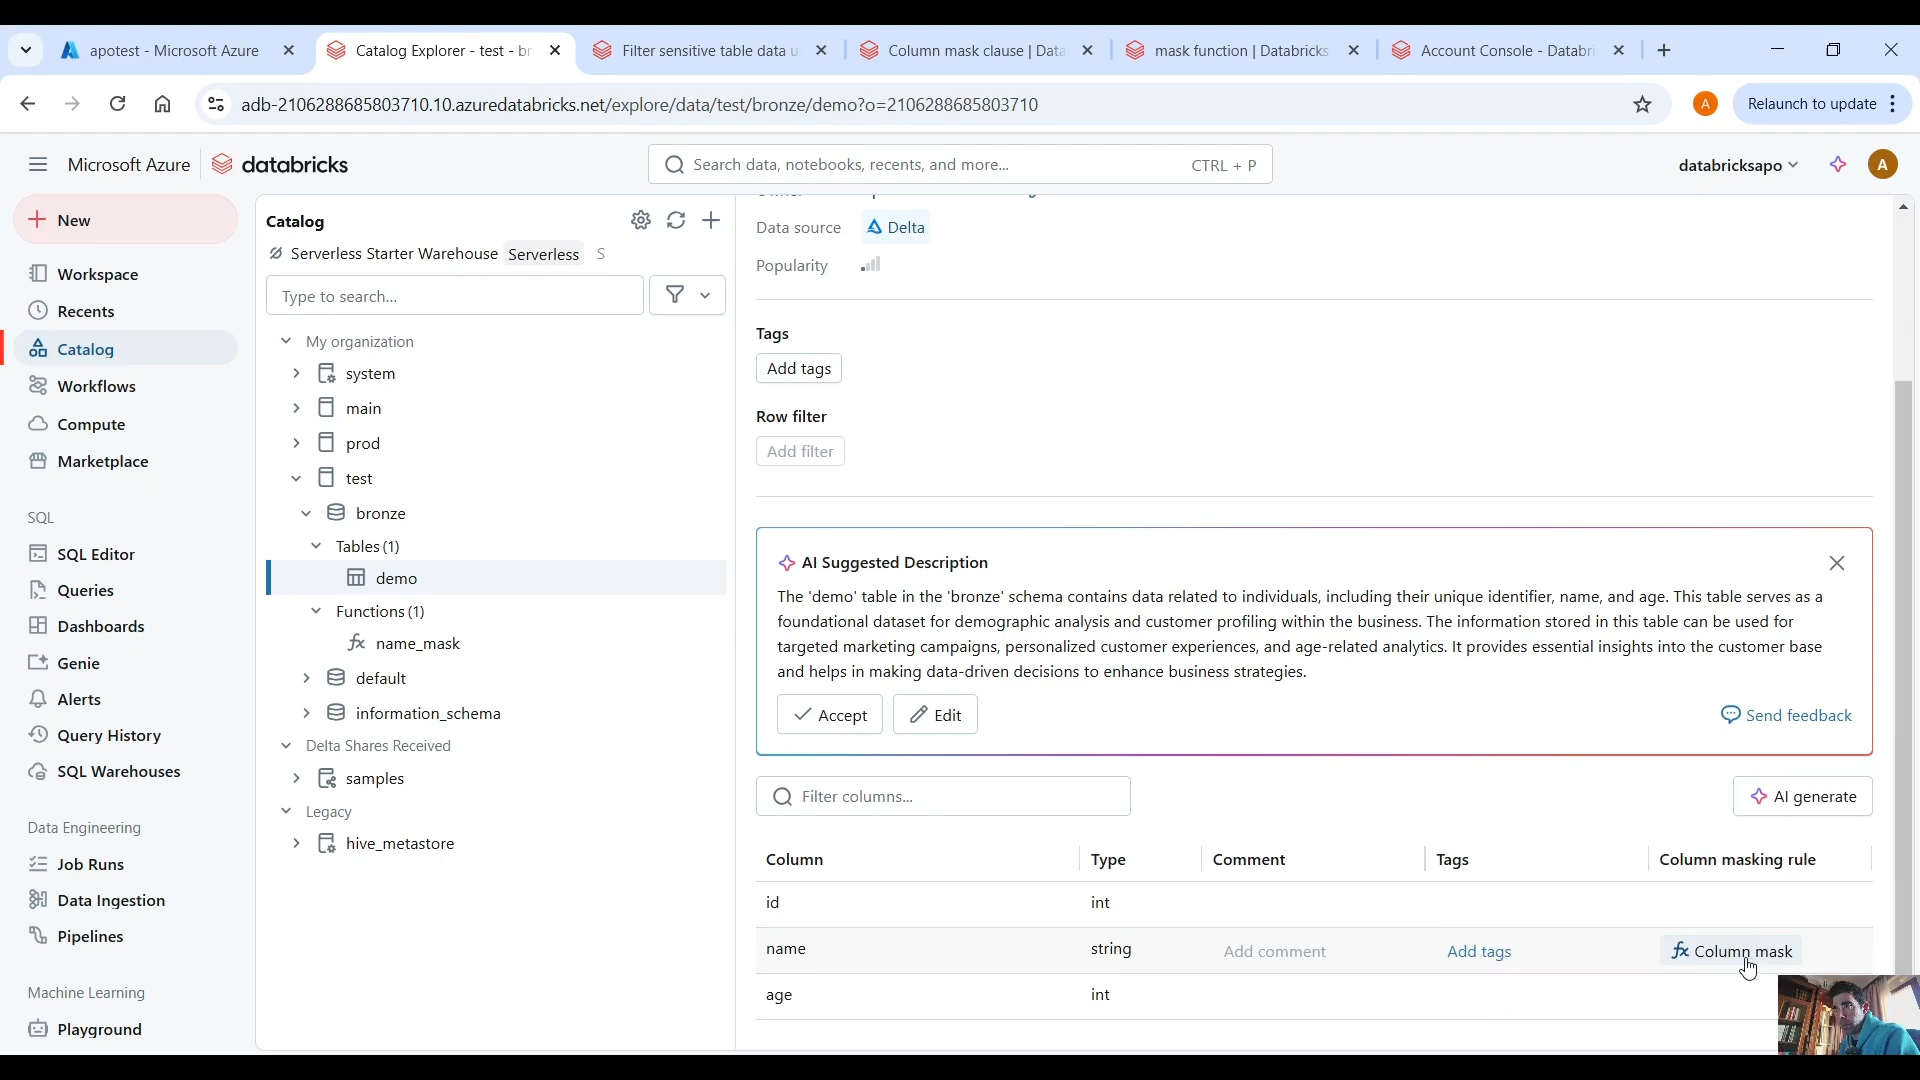 apotest - Microsoft Azure
Catalog Explorer - test - br
Filter sensitive table data u
Column mask clause | Data
mask function | Databricks
Account Console - Databri
adb-2106288685803710.10.azuredatabricks.net/explore/data/test/bronze/demo?o=2106288685803710
A
Relaunch to update
Microsoft Azure
databricks
Search data, notebooks, recents, and more...
CTRL + P
databricksapo
A
New
Workspace
Recents
Catalog
Workflows
Compute
Marketplace
SQL
SQL Editor
Queries
Dashboards
Genie
Alerts
Query History
SQL Warehouses
Data Engineering
Job Runs
Data Ingestion
Pipelines
Machine Learning
Playground
Catalog
Serverless Starter Warehouse Serverless S
Type to search...
My organization
system
main
prod
test
bronze
Tables (1)
demo
Functions (1)
fx name_mask
default
information_schema
Delta Shares Received
samples
Legacy
hive_metastore
Data source Delta
Popularity
Tags
Add tags
Row filter
Add filter
AI Suggested Description
The 'demo' table in the 'bronze' schema contains data related to individuals, including their unique identifier, name, and age. This table serves as a
foundational dataset for demographic analysis and customer profiling within the business. The information stored in this table can be used for
targeted marketing campaigns, personalized customer experiences, and age-related analytics. It provides essential insights into the customer base
and helps in making data-driven decisions to enhance business strategies.
Accept
Edit
Send feedback
Filter columns...
AI generate
Column Type Comment Tags Column masking rule
id int
name string Add comment Add tags fx Column mask
age int